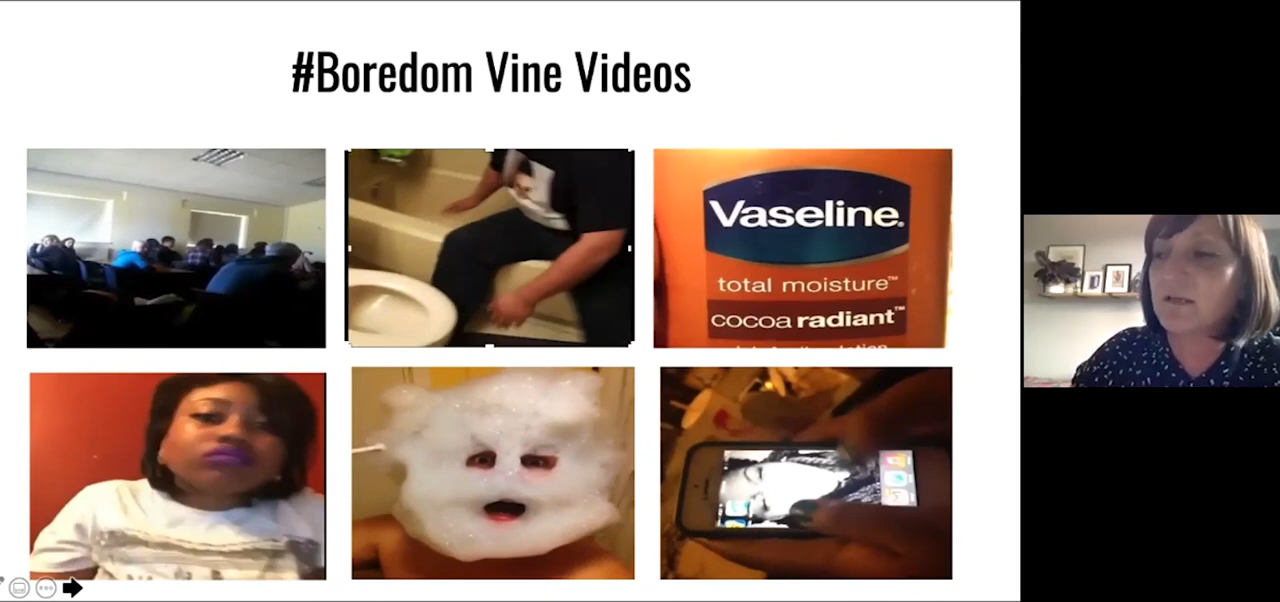 #Boredom Vine Videos
Vaseline.
total moisture™
cocoa radiant™